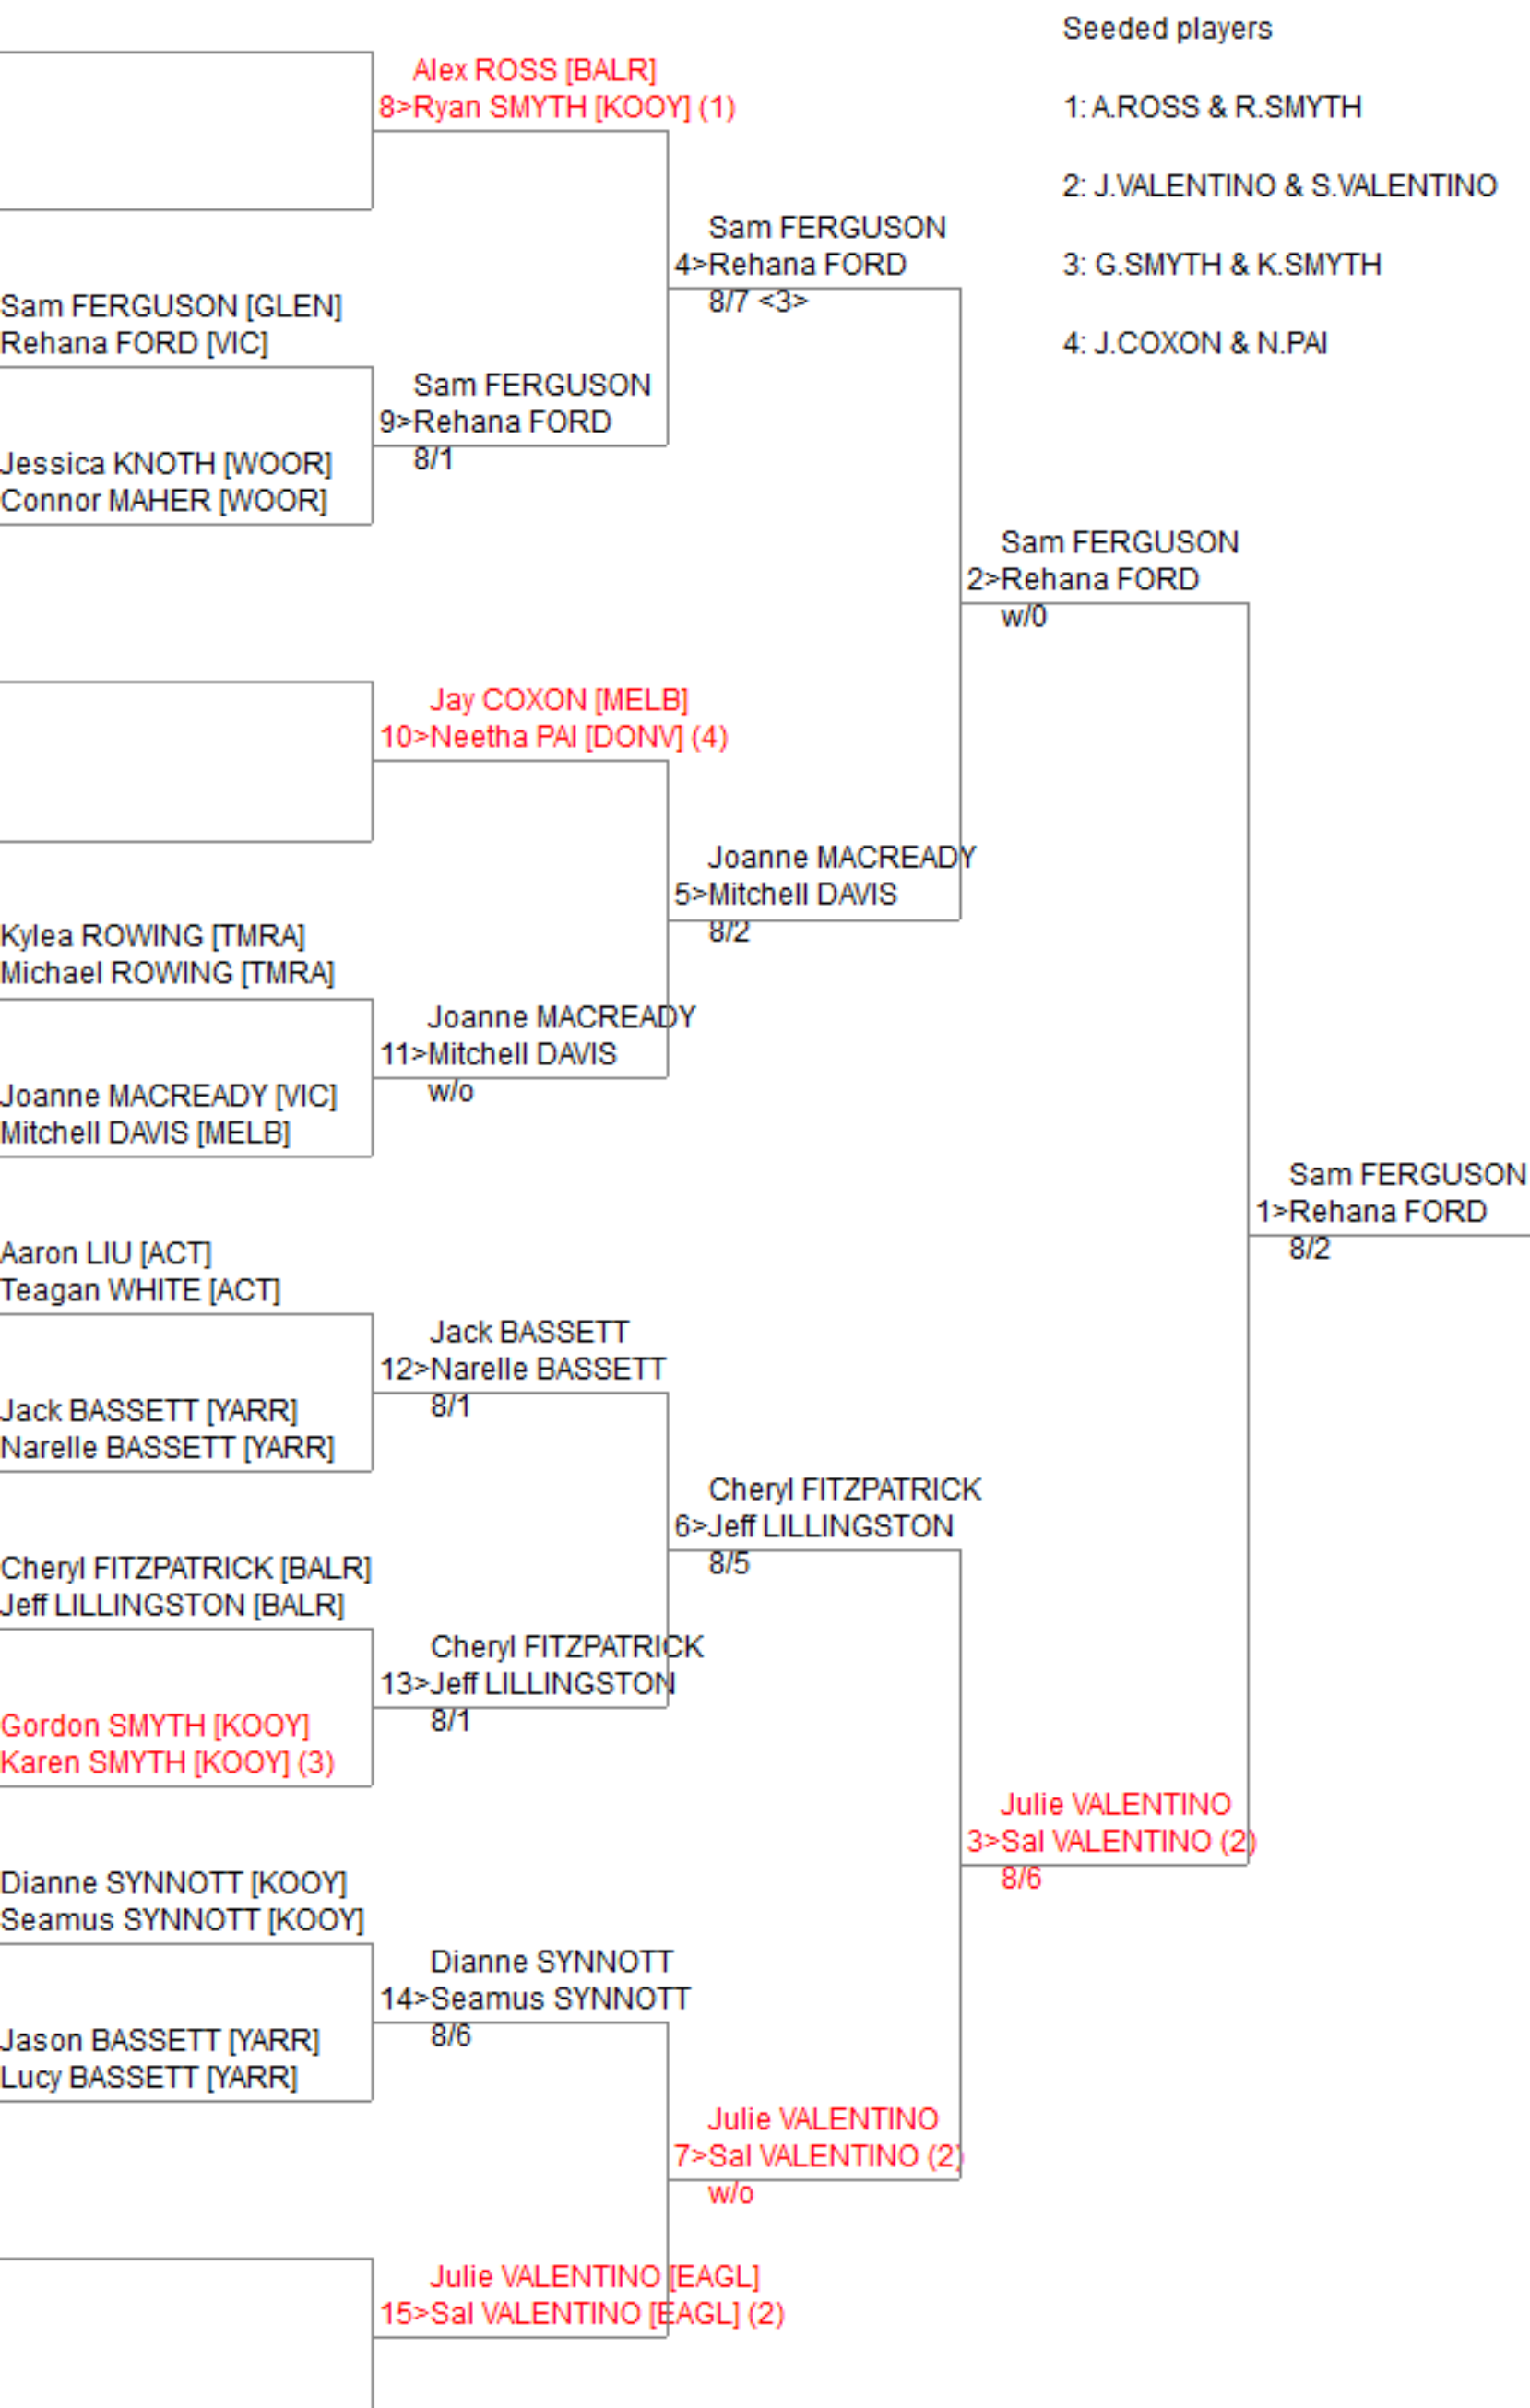 Seeded players
1: A.ROSS & R.SMYTH
2: J.VALENTINO & S.VALENTINO
3: G.SMYTH & K.SMYTH
4: J.COXON & N.PAI
Sam FERGUSON [GLEN]
Rehana FORD [VIC]
Jessica KNOTH [WOOR]
Connor MAHER [WOOR]
Kylea ROWING [TMRA]
Michael ROWING [TMRA]
Joanne MACREADY [VIC]
Mitchell DAVIS [MELB]
Aaron LIU [ACT]
Teagan WHITE [ACT]
Jack BASSETT [YARR]
Narelle BASSETT [YARR]
Cheryl FITZPATRICK [BALR]
Jeff LILLINGSTON [BALR]
Gordon SMYTH [KOOY]
Karen SMYTH [KOOY] (3)
Dianne SYNNOTT [KOOY]
Seamus SYNNOTT [KOOY]
Jason BASSETT [YARR]
Lucy BASSETT [YARR]
Alex ROSS [BALR]
8>Ryan SMYTH [KOOY] (1)
Sam FERGUSON
9>Rehana FORD
8/1
Jay COXON [MELB]
10>Neetha PAI [DONV] (4)
Joanne MACREADY
11>Mitchell DAVIS
w/o
Jack BASSETT
12>Narelle BASSETT
8/1
Cheryl FITZPATRICK
13>Jeff LILLINGSTON
8/1
Dianne SYNNOTT
14>Seamus SYNNOTT
8/6
Julie VALENTINO [EAGL]
15>Sal VALENTINO [EAGL] (2)
Sam FERGUSON
4>Rehana FORD
8/7 <3>
Joanne MACREADY
5>Mitchell DAVIS
8/2
Cheryl FITZPATRICK
6>Jeff LILLINGSTON
8/5
Julie VALENTINO
7>Sal VALENTINO (2)
w/o
Sam FERGUSON
2>Rehana FORD
w/0
Julie VALENTINO
3>Sal VALENTINO (2)
8/6
Sam FERGUSON
1>Rehana FORD
8/2